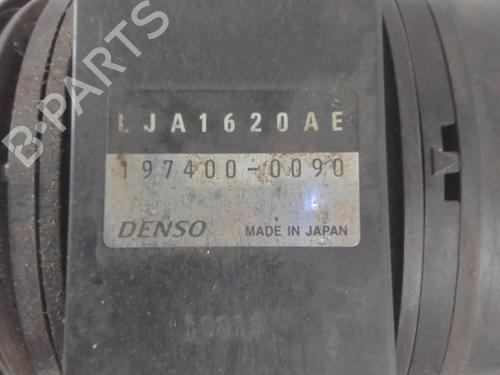 B-PARTS
LJA1620AE
197400-0090
DENSO MADE IN JAPAN